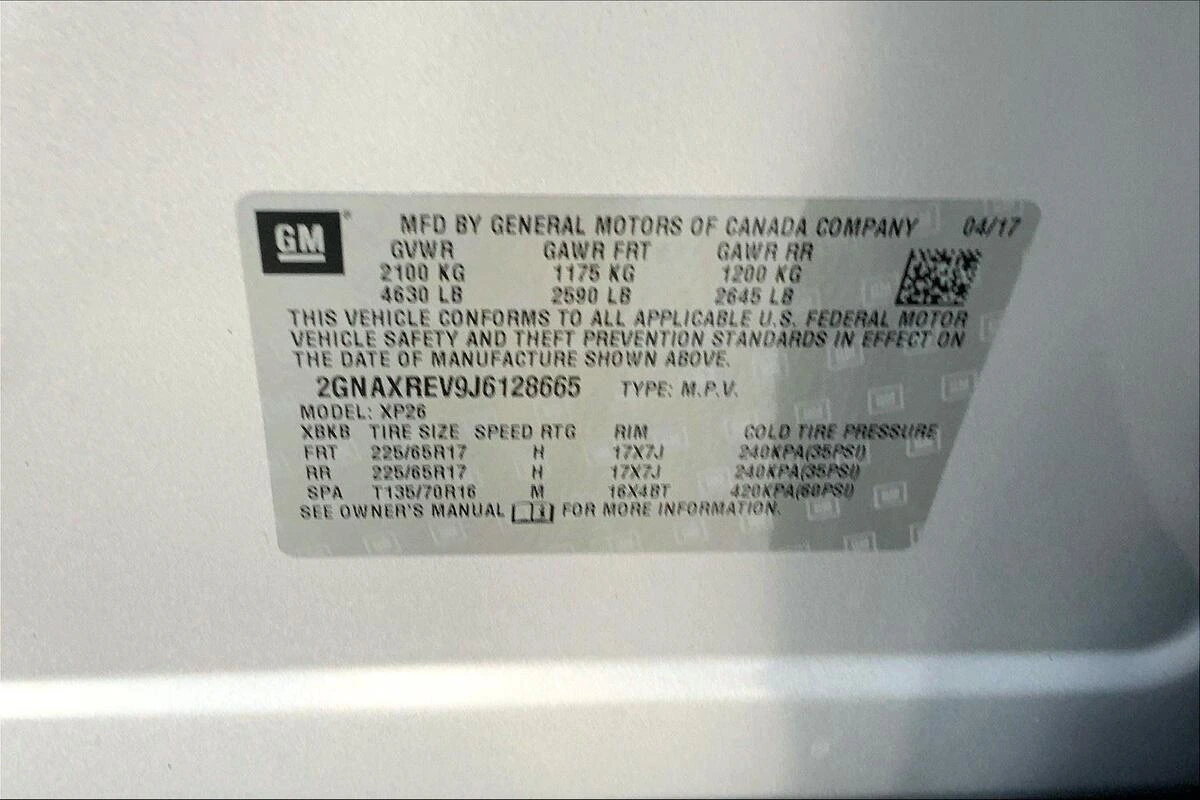 GM
MFD BY GENERAL MOTORS OF CANADA COMPANY 04/17
GVWR GAWR FRT GAWR RR
2100 KG 1175 KG 1200 KG
4630 LB 2590 LB 2645 LB
THIS VEHICLE CONFORMS TO ALL APPLICABLE U.S. FEDERAL MOTOR
VEHICLE SAFETY AND THEFT PREVENTION STANDARDS IN EFFECT ON
THE DATE OF MANUFACTURE SHOWN ABOVE.
2GNAXREV9J6128665 TYPE: M.P.V.
MODEL: XP26
XBKB TIRE SIZE SPEED RTG RIM COLD TIRE PRESSURE
FRT 225/65R17 H 17X7J 240KPA(35PSI)
RR 225/65R17 H 17X7J 240KPA(35PSI)
SPA T135/70R16 M 16X4BT 420KPA(60PSI)
SEE OWNER'S MANUAL FOR MORE INFORMATION.